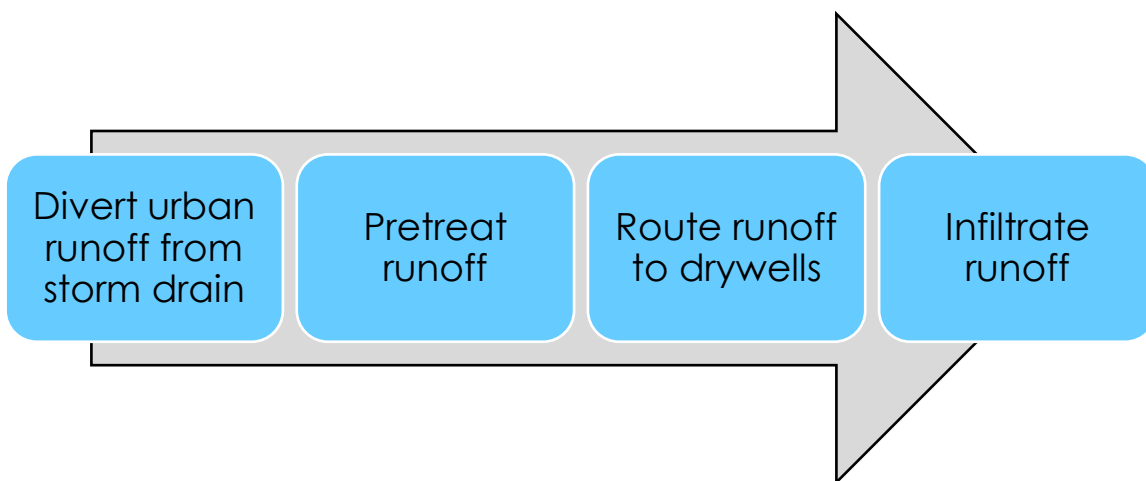 Divert urban
runoff from
storm drain
Pretreat
runoff
Route runoff
to drywells
Infiltrate
runoff